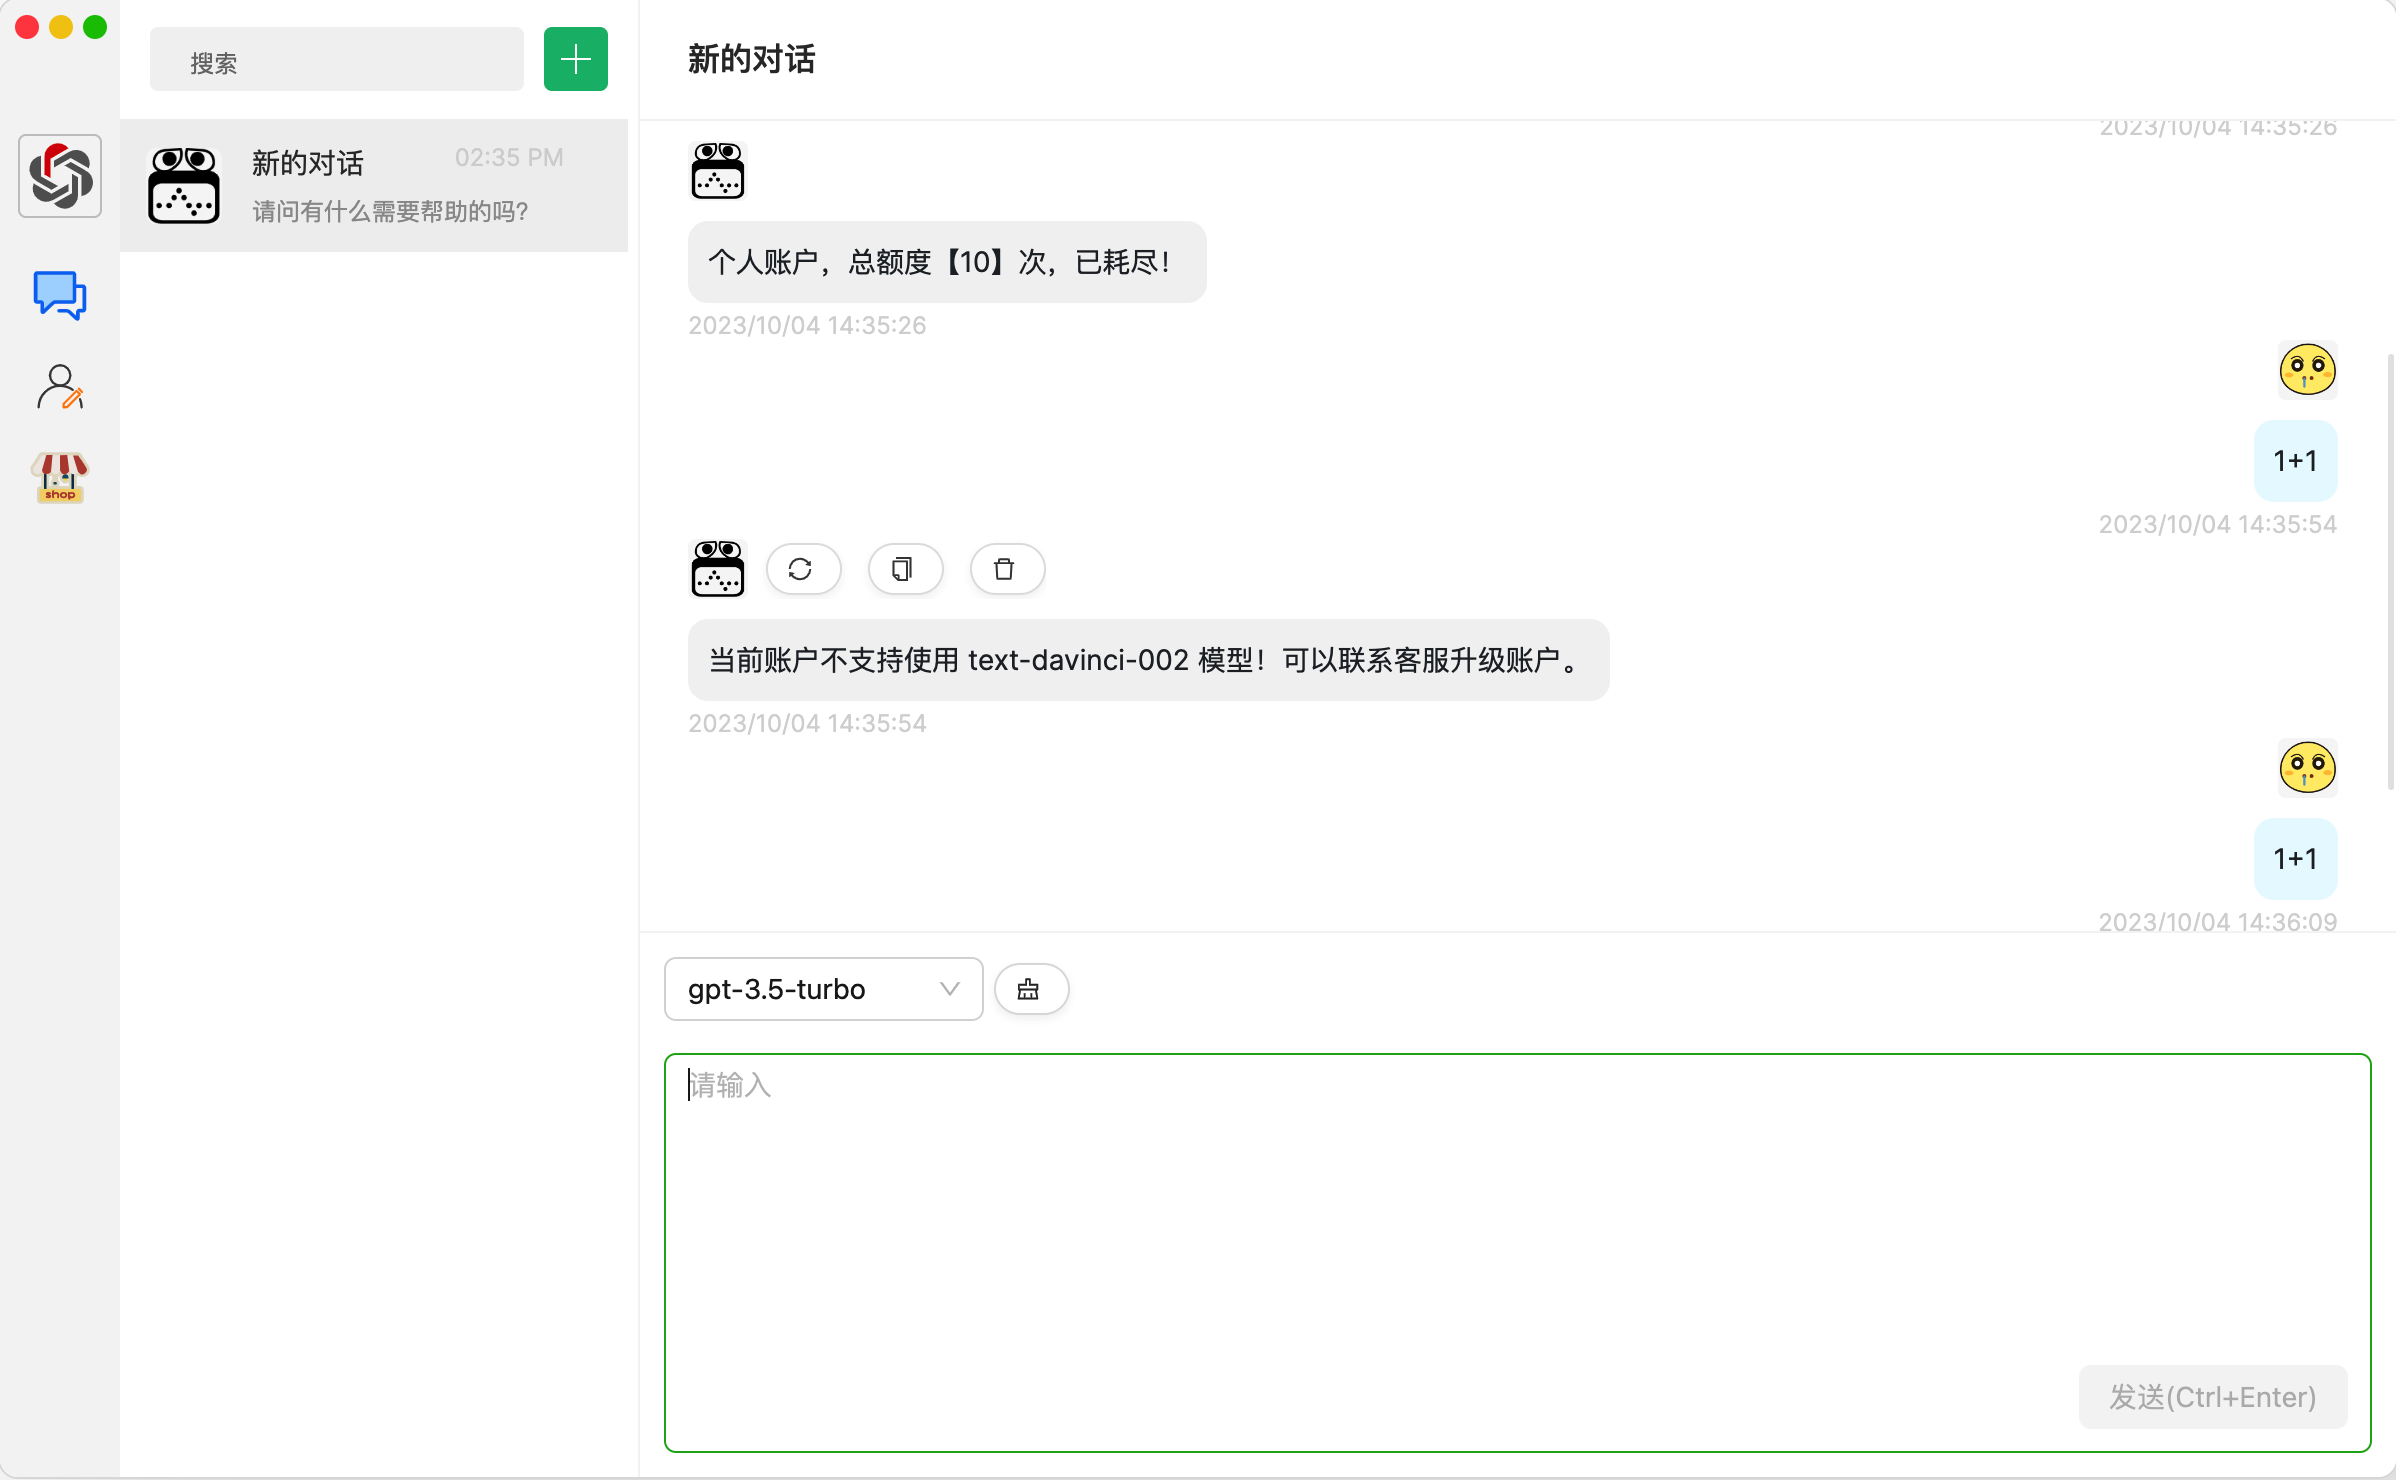 搜索
新的对话
02:35 PM
请问有什么需要帮助的吗?
shop
新的对话
2023/10/04 14:35:26
个人账户，总额度【10】次，已耗尽！
2023/10/04 14:35:26
1+1
2023/10/04 14:35:54
当前账户不支持使用 text-davinci-002 模型！可以联系客服升级账户。
2023/10/04 14:35:54
1+1
2023/10/04 14:36:09
gpt-3.5-turbo
请输入
发送(Ctrl+Enter)